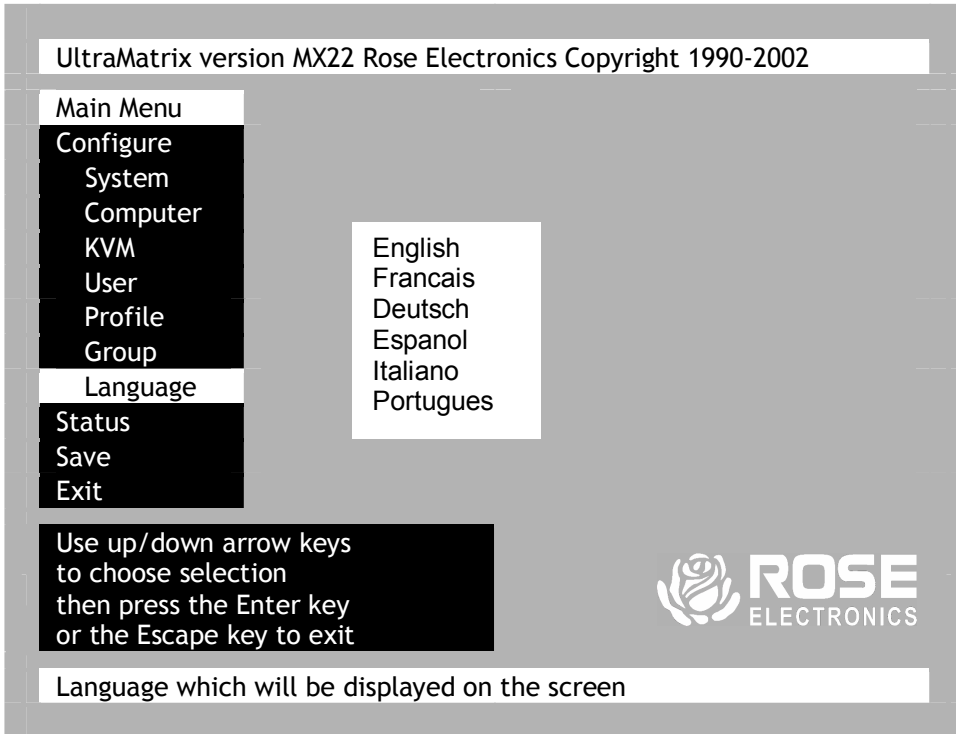 UltraMatrix version MX22 Rose Electronics Copyright 1990-2002
Main Menu
Configure
System
Computer
KVM
User
Profile
Group
Language
Status
Save
Exit
English
Francais
Deutsch
Espanol
Italiano
Portugues
Use up/down arrow keys
to choose selection
then press the Enter key
or the Escape key to exit
ROSE
ELECTRONICS
Language which will be displayed on the screen